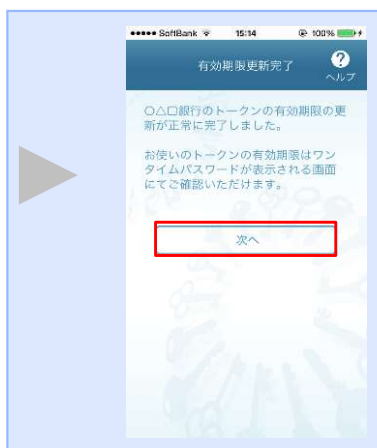 ●●●●● SoftBank 15:14 100%
有効期限更新完了
?
ヘルプ
○△□銀行のトークンの有効期限の更
新が正常に完了しました。
お使いのトークンの有効期限はワン
タイムパスワードが表示される画面
にてご確認いただけます。
次へ